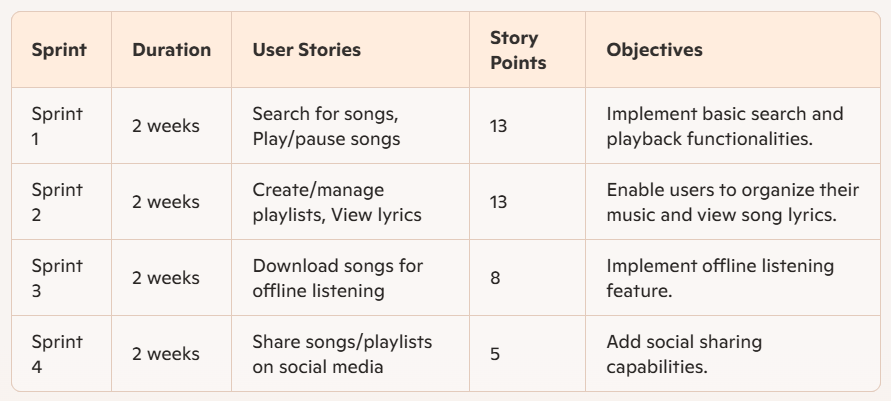 Sprint
Duration
User Stories
Story
Points
Objectives
Sprint
1
2 weeks
Search for songs,
Play/pause songs
13
Implement basic search and
playback functionalities.
Sprint
2
2 weeks
Create/manage
playlists, View lyrics
13
Enable users to organize their
music and view song lyrics.
Sprint
3
2 weeks
Download songs for
offline listening
8
Implement offline listening
feature.
Sprint
4
2 weeks
Share songs/playlists
on social media
5
Add social sharing
capabilities.